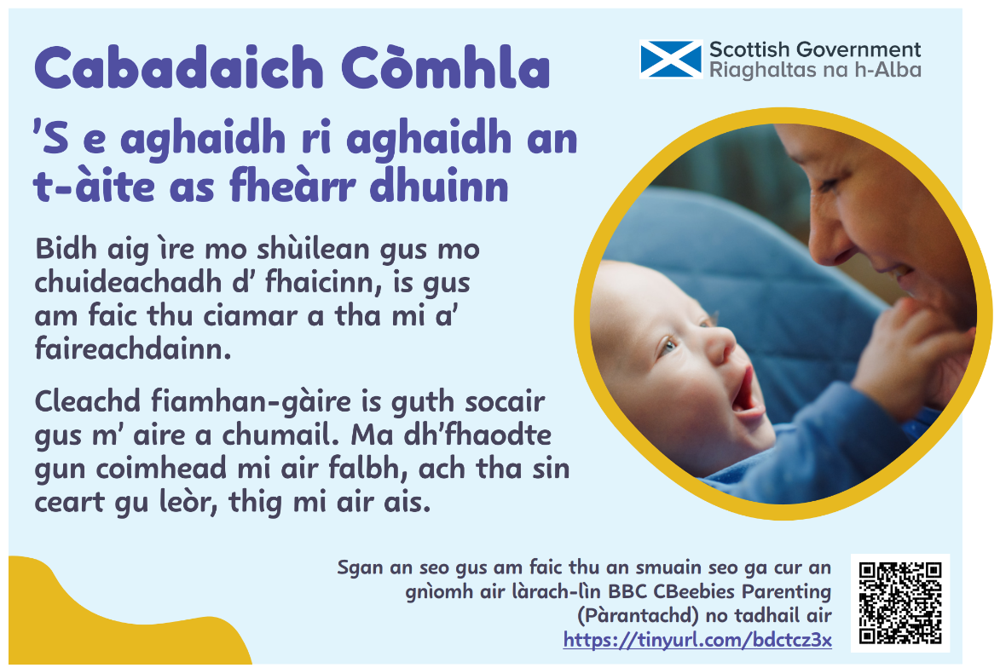 Cabadaich Còmhla
Scottish Government
Riaghaltas na h-Alba
’S e aghaidh ri aghaidh an
t-àite as fheàrr dhuinn
Bidh aig ìre mo shùilean gus mo
chuideachadh d’ fhaicinn, is gus
am faic thu ciamar a tha mi a’
faireachdainn.
Cleachd fiamhan-gàire is guth socair
gus m’ aire a chumail. Ma dh’fhaodte
gun coimhead mi air falbh, ach tha sin
ceart gu leòr, thig mi air ais.
Sgan an seo gus am faic thu an smuain seo ga cur an
gnìomh air làrach-lìn BBC CBeebies Parenting
(Pàrantachd) no tadhail air
https://tinyurl.com/bdctcz3x